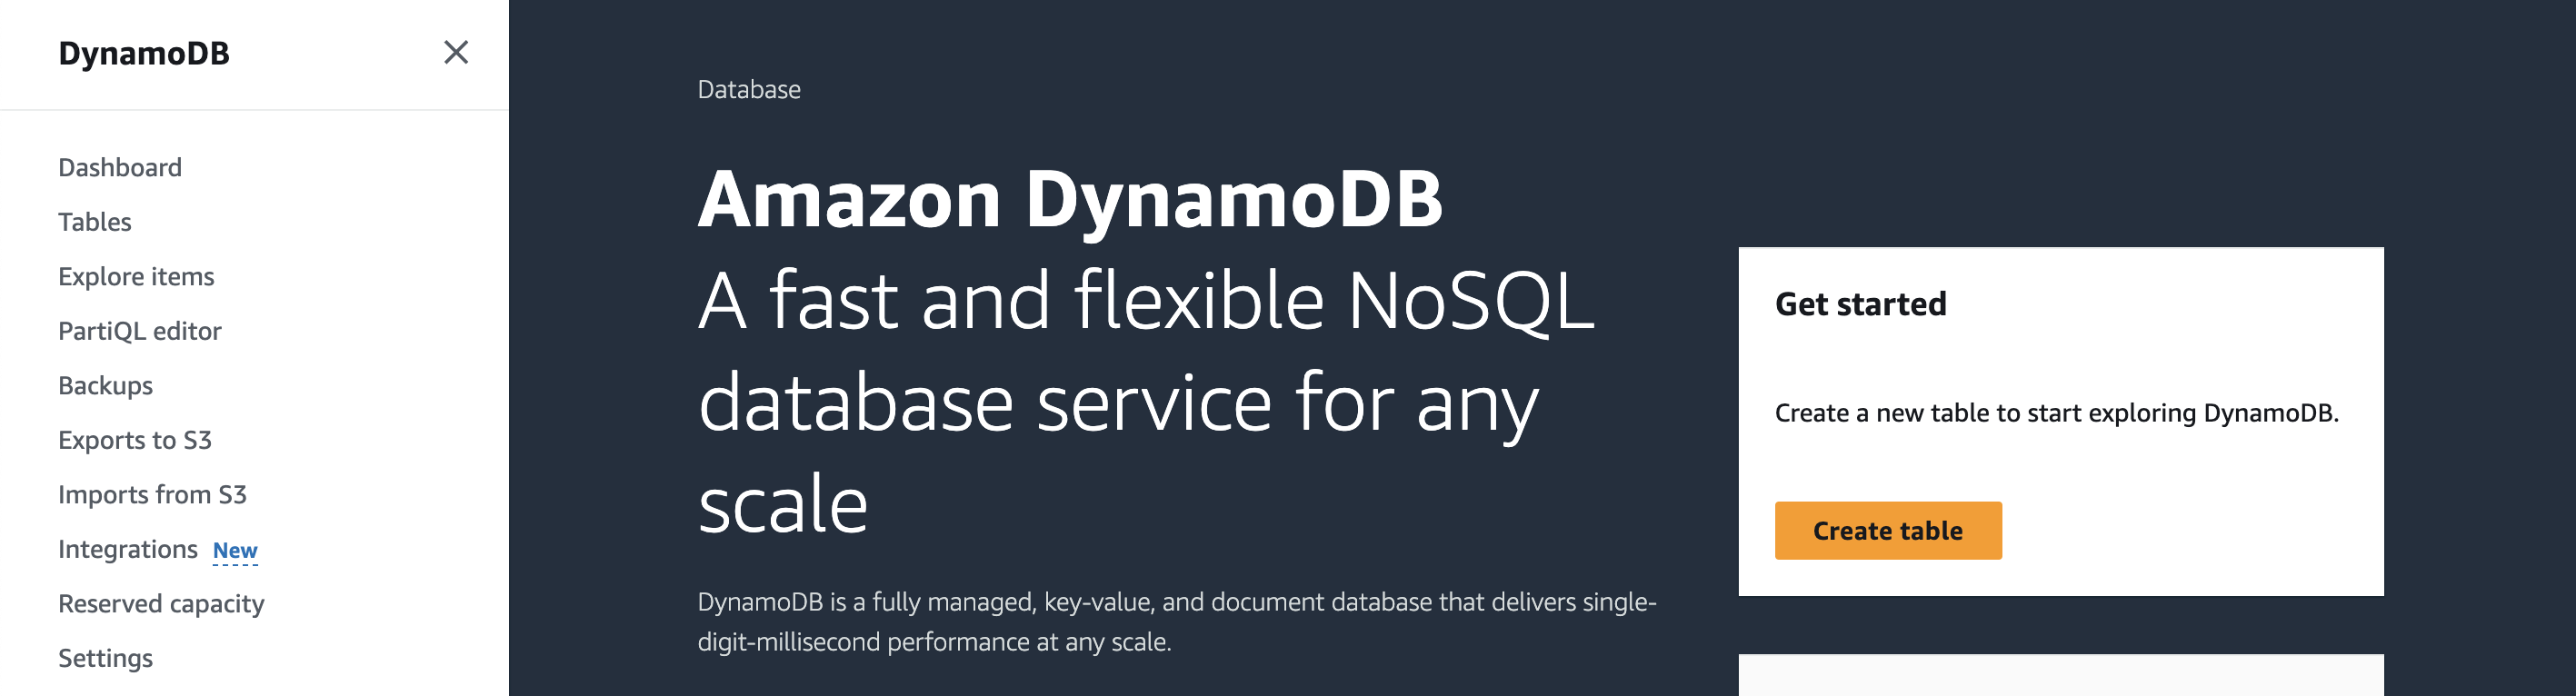 DynamoDB
Dashboard
Tables
Explore items
PartiQL editor
Backups
Exports to S3
Imports from S3
Integrations New
Reserved capacity
Settings
Database
Amazon DynamoDB
A fast and flexible NoSQL
database service for any
scale
DynamoDB is a fully managed, key-value, and document database that delivers single-
digit-millisecond performance at any scale.
Get started
Create a new table to start exploring DynamoDB.
Create table